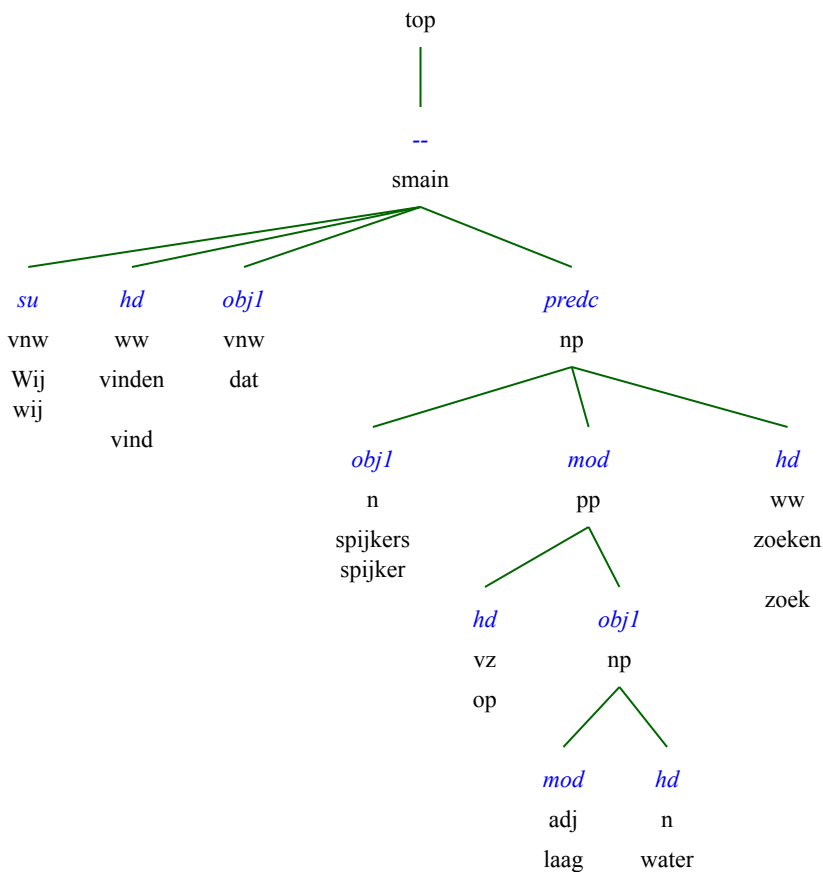 top
--
smain
su hd obj1 predc
vnw ww vnw np
Wij vinden dat
wij
vind
obj1 mod hd
n pp ww
spijkers zoeken
spijker
zoek
hd obj1
vz np
op
mod hd
adj n
laag water